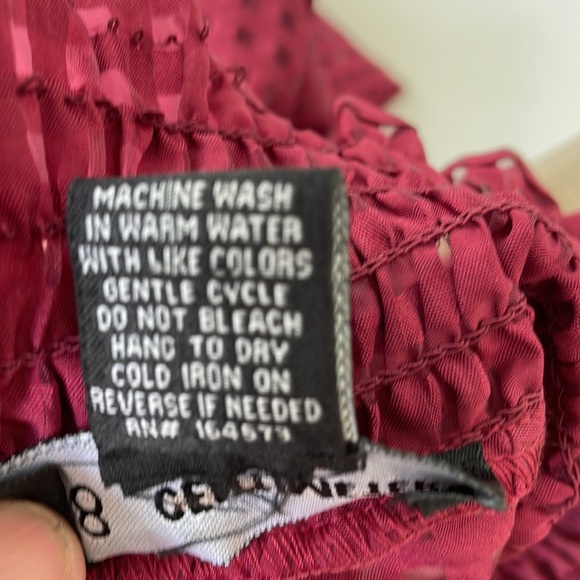 MACHINE WASH
IN WARM WATER
WITH LIKE COLORS
GENTLE CYCLE
DO NOT BLEACH
HANG TO DRY
COLD IRON ON
REVERSE IF NEEDED
RN# 164679
8